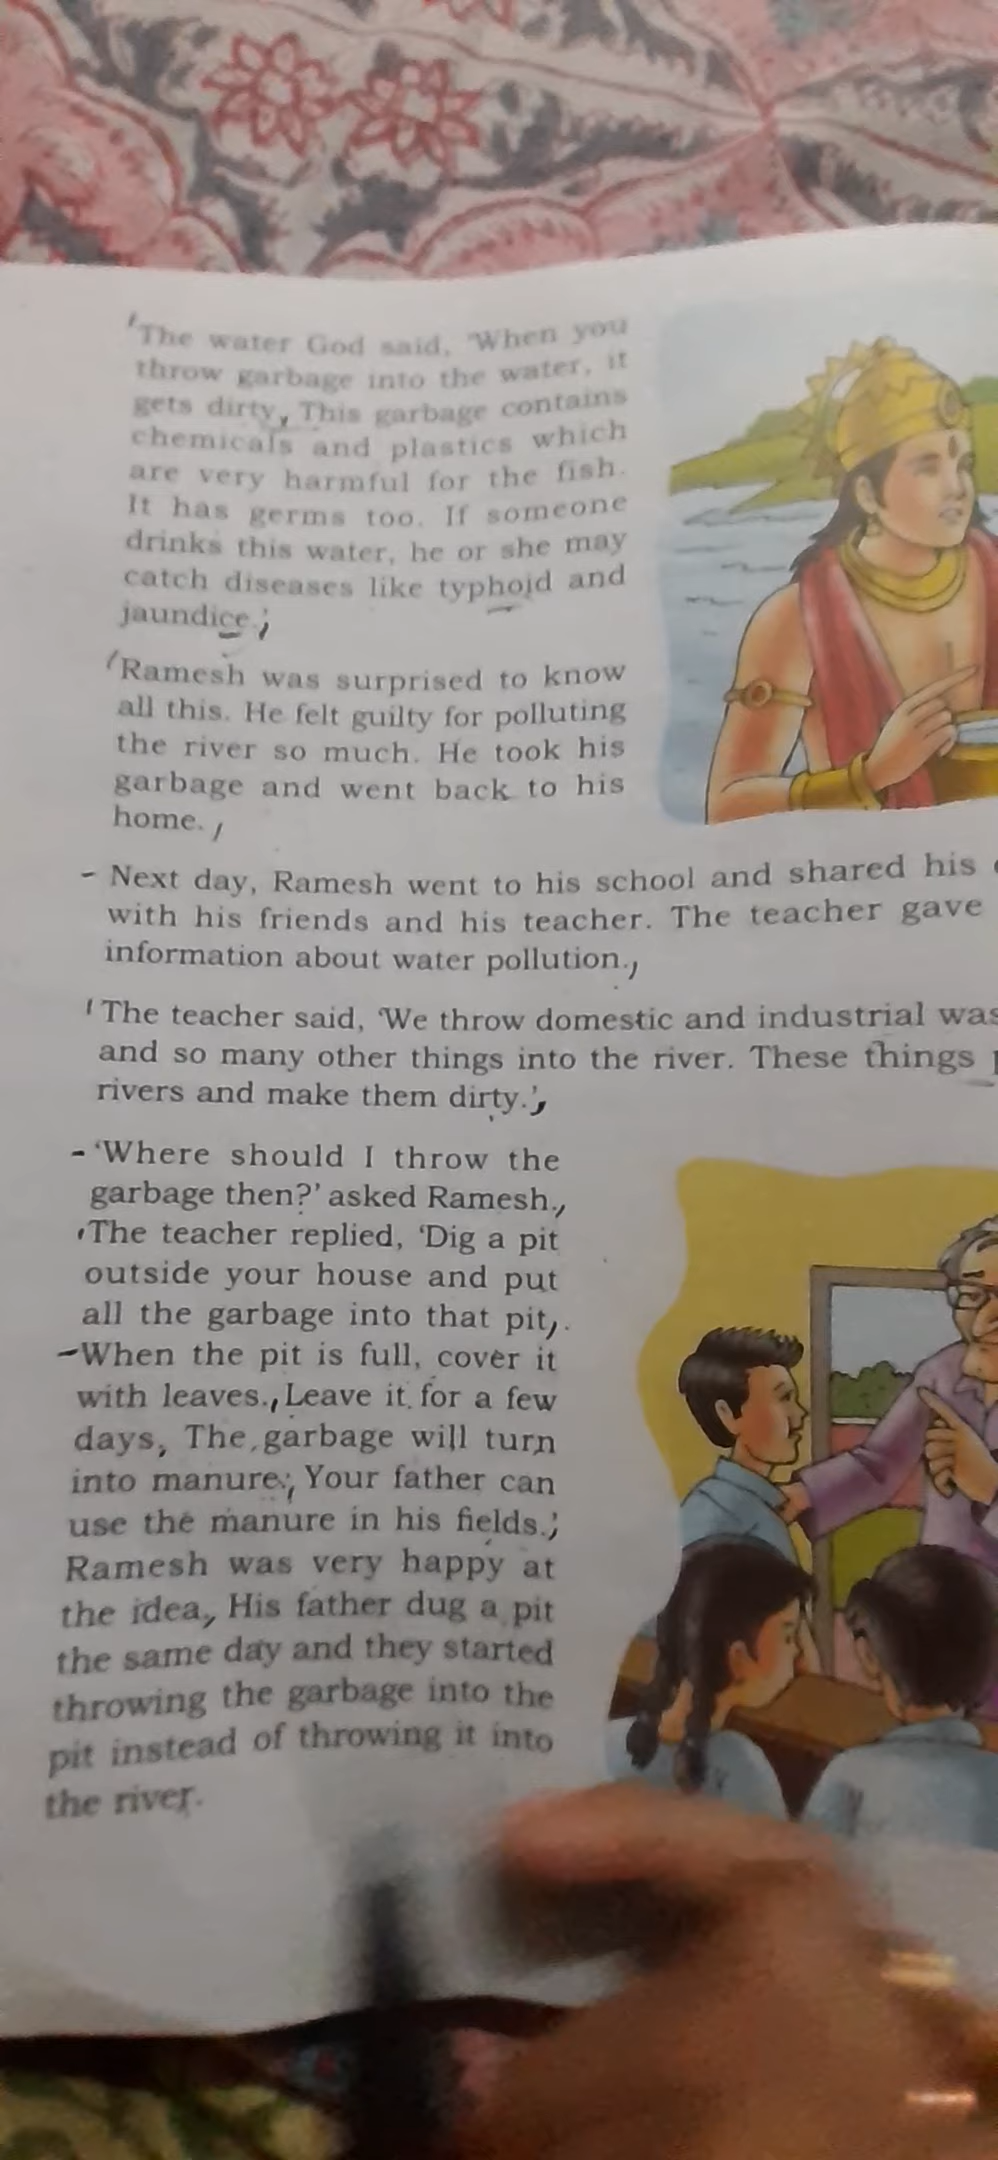 'The water God said, 'When you
throw garbage into the water, it
gets dirty, This garbage contains
chemicals and plastics which
are very harmful for the fish.
It has germs too. If someone
drinks this water, he or she may
catch diseases like typhoid and
jaundice.'
Ramesh was surprised to know
all this. He felt guilty for polluting
the river so much. He took his
garbage and went back to his
home.
Next day, Ramesh went to his school and shared his
with his friends and his teacher. The teacher gave
information about water pollution.
The teacher said, 'We throw domestic and industrial
and so many other things into the river. These things
rivers and make them dirty.'
'Where should I throw the
garbage then?' asked Ramesh.
The teacher replied, 'Dig a pit
outside your house and put
all the garbage into that pit.
When the pit is full, cover it
with leaves. Leave it for a few
days, The garbage will turn
into manure. Your father can
use the manure in his fields.'
Ramesh was very happy at
the idea, His father dug a pit
the same day and they started
throwing the garbage into the
pit instead of throwing it into
the river.